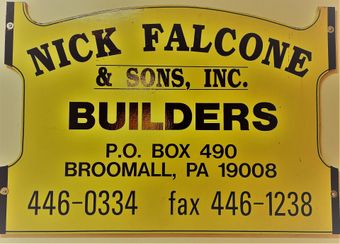 NICK FALCONE
& SONS, INC.
BUILDERS
P.O. BOX 490
BROOMALL, PA 19008
446-0334 fax 446-1238